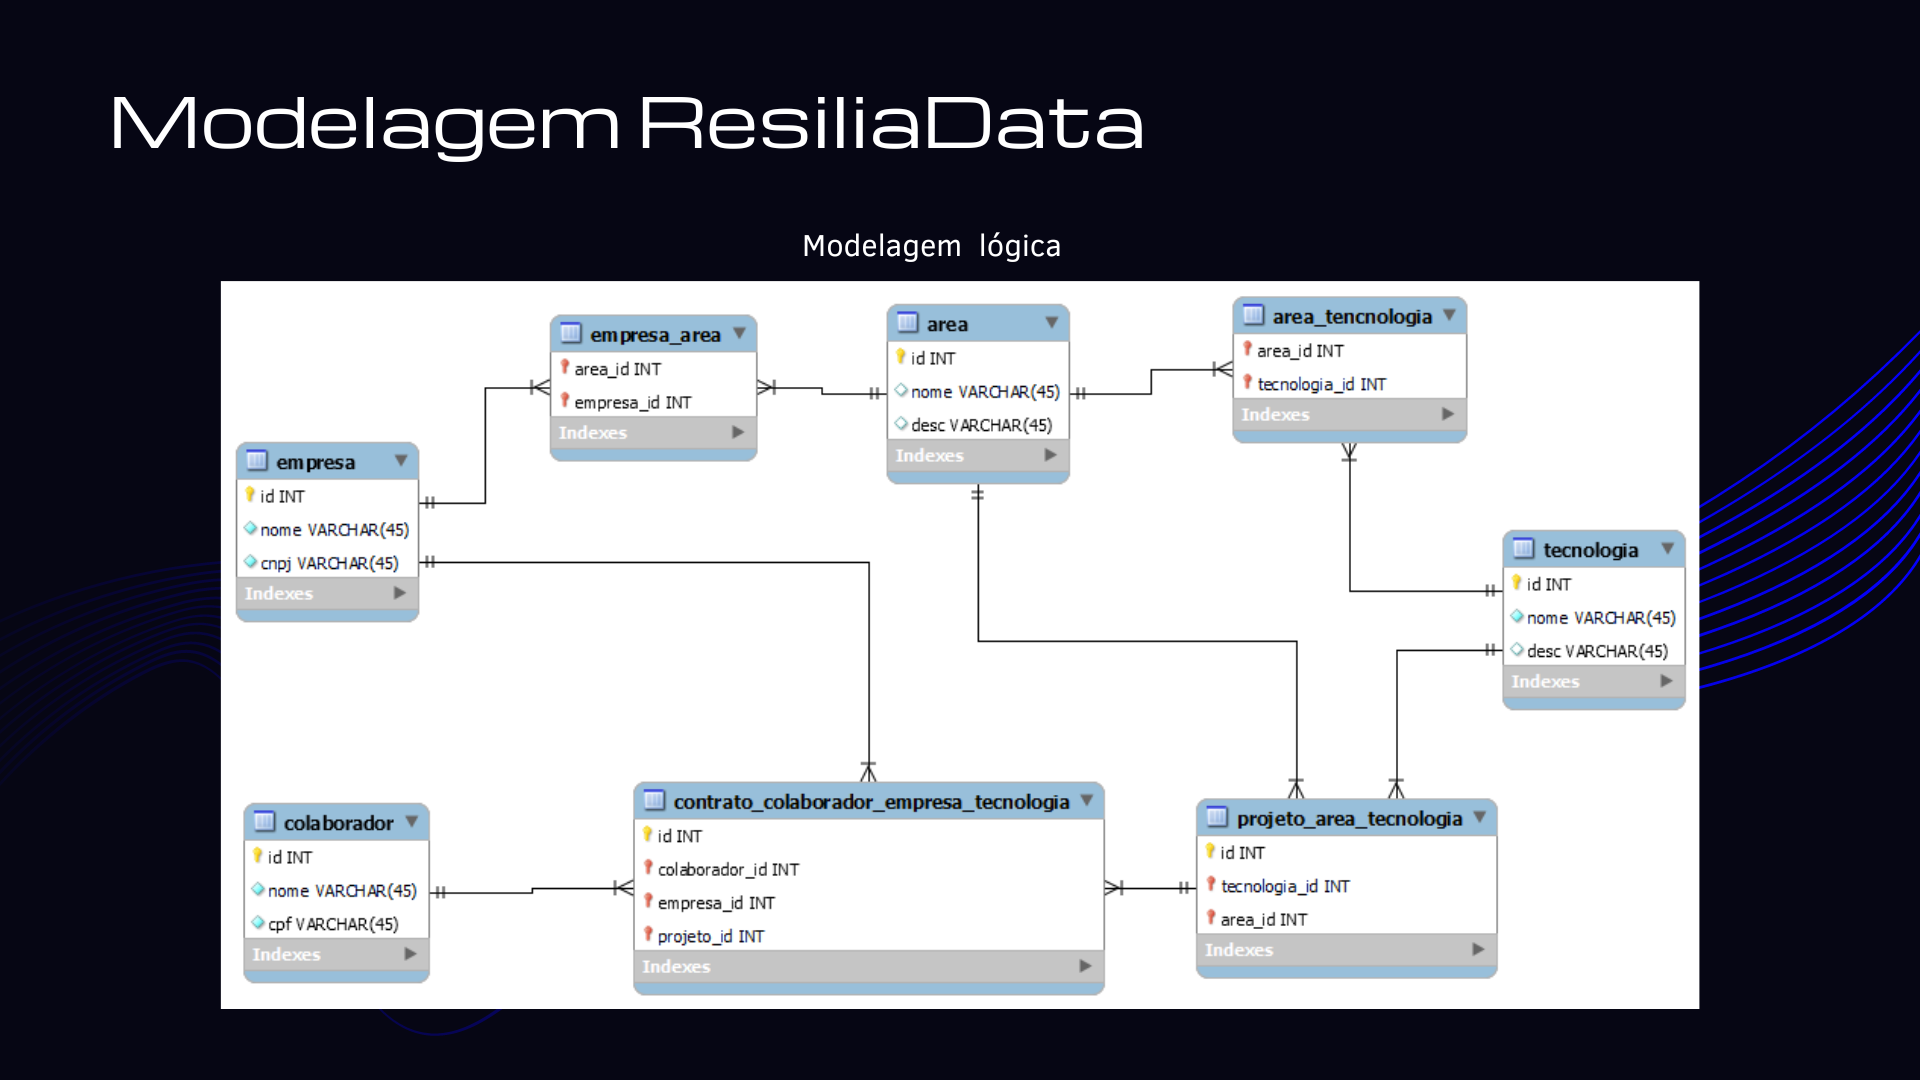 Modelagem ResiliaData
Modelagem lógica
empresa_area
area_id INT
empresa_id INT
Indexes
area
id INT
nome VARCHAR(45)
desc VARCHAR(45)
Indexes
area_tencnologia
area_id INT
tecnologia_id INT
Indexes
empresa
id INT
nome VARCHAR(45)
cnpj VARCHAR(45)
Indexes
tecnologia
id INT
nome VARCHAR(45)
desc VARCHAR(45)
Indexes
colaborador
id INT
nome VARCHAR(45)
cpf VARCHAR(45)
Indexes
contrato_colaborador_empresa_tecnologia
id INT
colaborador_id INT
empresa_id INT
projeto_id INT
Indexes
projeto_area_tecnologia
id INT
tecnologia_id INT
area_id INT
Indexes